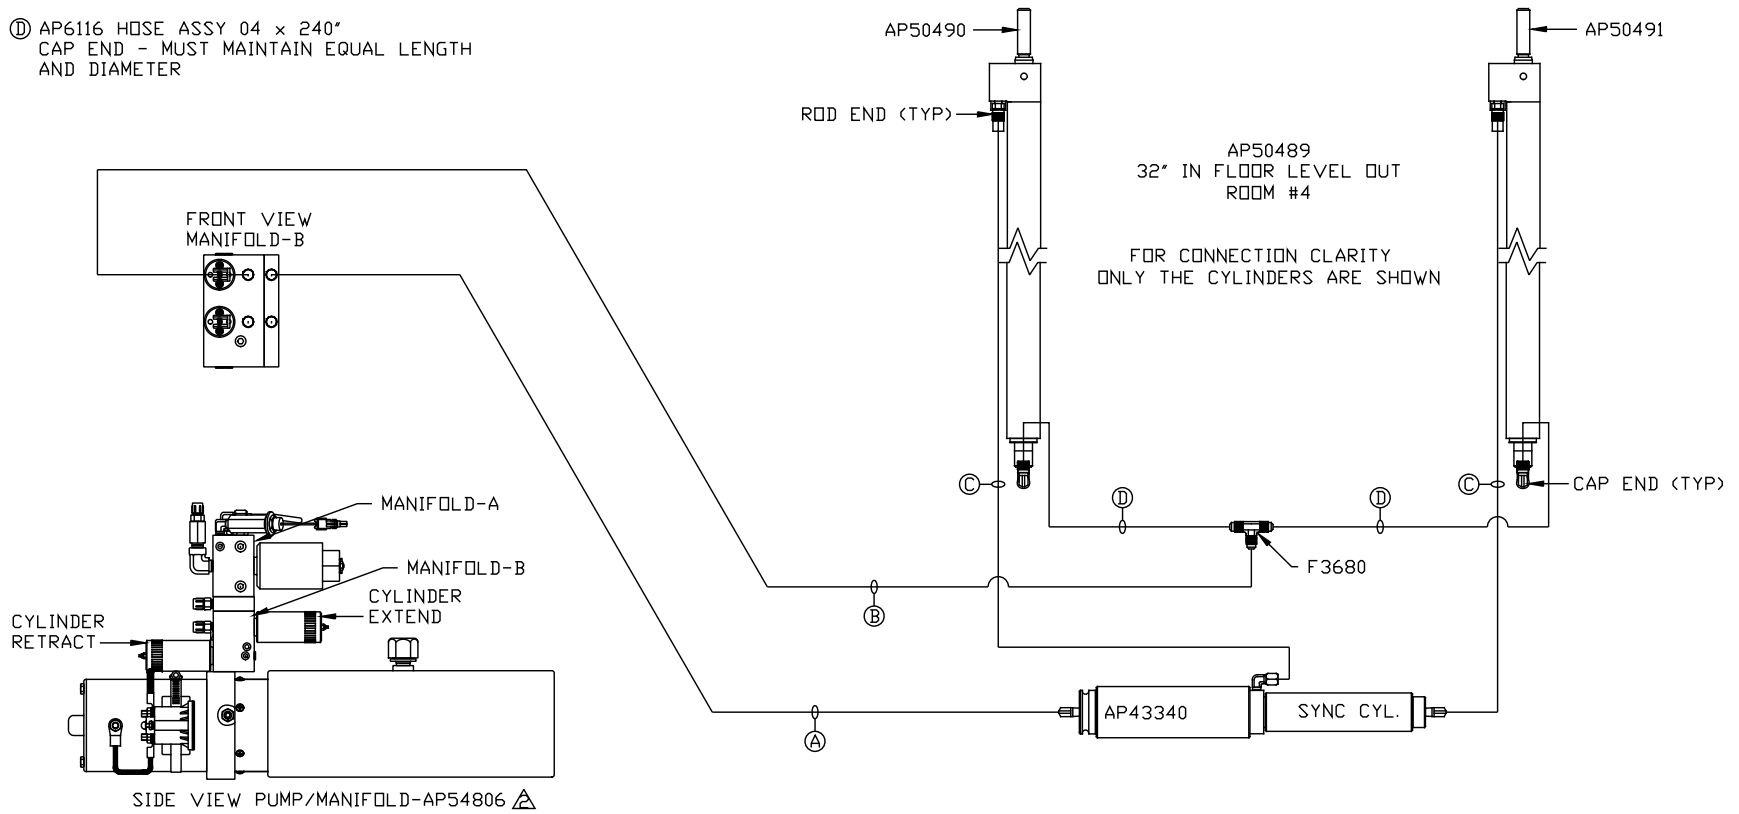 Ⓓ AP6116 HOSE ASSY 04 x 240"
CAP END - MUST MAINTAIN EQUAL LENGTH
AND DIAMETER
AP50490
AP50491
ROD END (TYP)
AP50489
32" IN FLOOR LEVEL OUT
ROOM #4
FOR CONNECTION CLARITY
ONLY THE CYLINDERS ARE SHOWN
FRONT VIEW
MANIFOLD-B
C
C
CAP END (TYP)
D
D
MANIFOLD-A
F3680
MANIFOLD-B
CYLINDER
EXTEND
B
CYLINDER
RETRACT
AP43340
SYNC CYL.
A
SIDE VIEW PUMP/MANIFOLD-AP54806 2